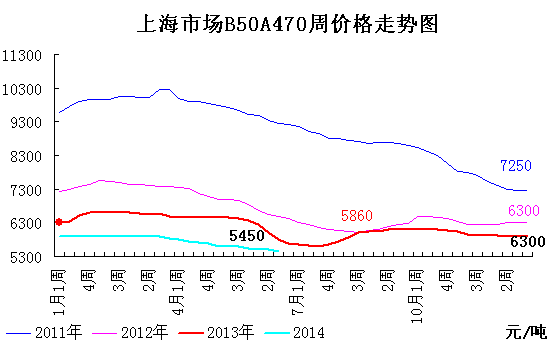 上海市场B50A470周价格走势图
11300
10300
9300
8300
7300
6300
5300
7250
6300
5860
5450
6300
1月1周
4周
3周
2周
4月1周
4周
3周
2周
7月1周
4周
3周
2周
10月1周
4周
3周
2周
2011年
2012年
2013年
2014
元/吨